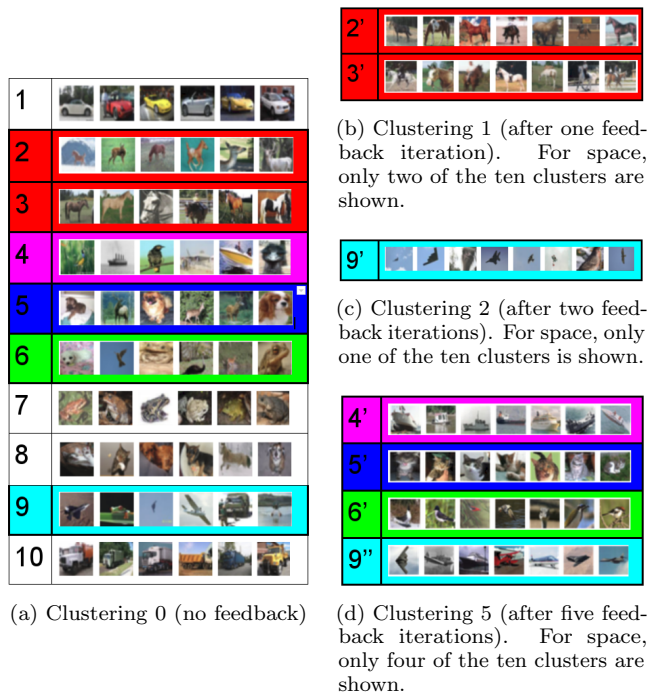 1
2
3
4
5
6
7
8
9
10
(a) Clustering 0 (no feedback)
2'
3'
(b) Clustering 1 (after one feed-
back iteration). For space,
only two of the ten clusters are
shown.
9'
(c) Clustering 2 (after two feed-
back iterations). For space, only
one of the ten clusters is shown.
4'
5'
6'
9''
(d) Clustering 5 (after five feed-
back iterations). For space,
only four of the ten clusters are
shown.